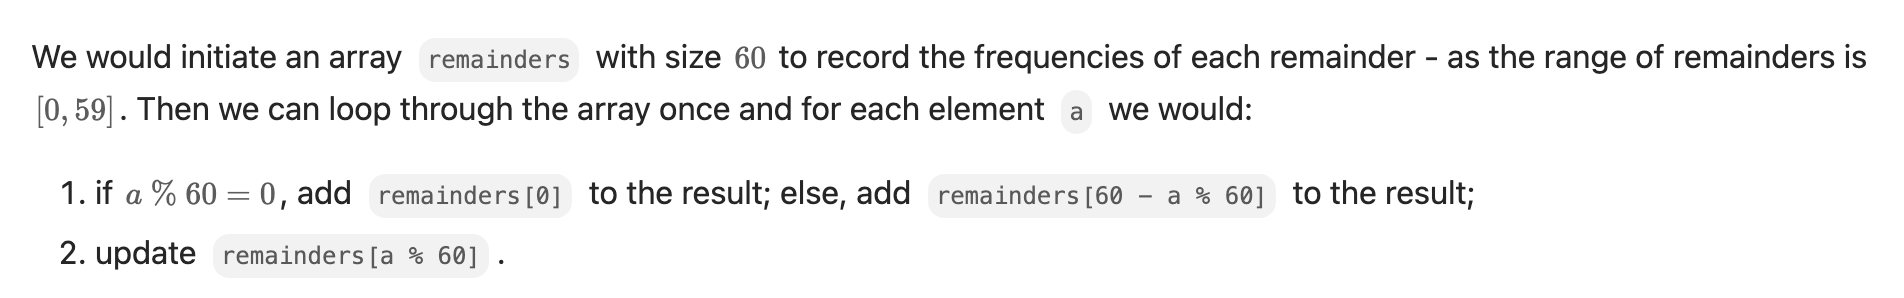 We would initiate an array remainders with size 60 to record the frequencies of each remainder - as the range of remainders is
[0, 59]. Then we can loop through the array once and for each element a we would:
1. if a % 60 = 0, add remainders[0] to the result; else, add remainders[60 - a % 60] to the result;
2. update remainders[a % 60] .